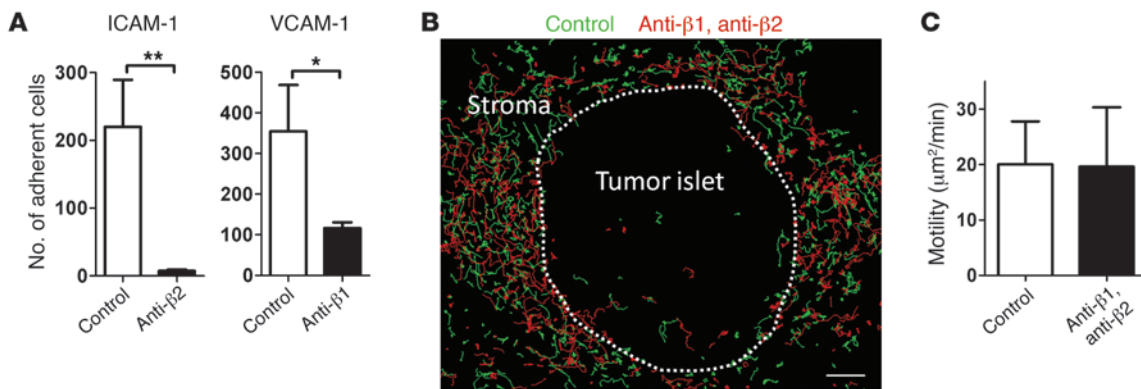 A
ICAM-1
VCAM-1
No. of adherent cells
300
200
100
0
**
Control
Anti-β2
500
400
300
200
100
0
*
Control
Anti-β1
B
Control Anti-β1, anti-β2
Stroma
Tumor islet
C
Motility (μm²/min)
30
20
10
0
Control
Anti-β1,
anti-β2